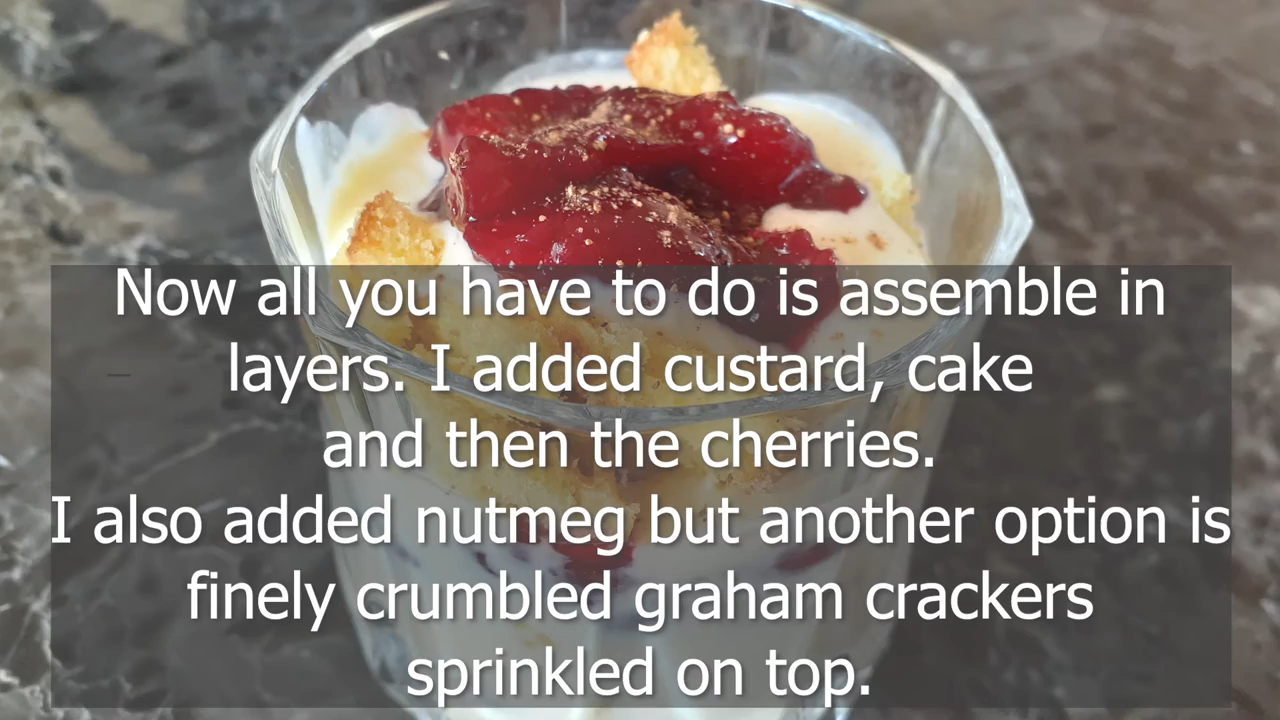 Now all you have to do is assemble in
layers. I added custard, cake
and then the cherries.
I also added nutmeg but another option is
finely crumbled graham crackers
sprinkled on top.